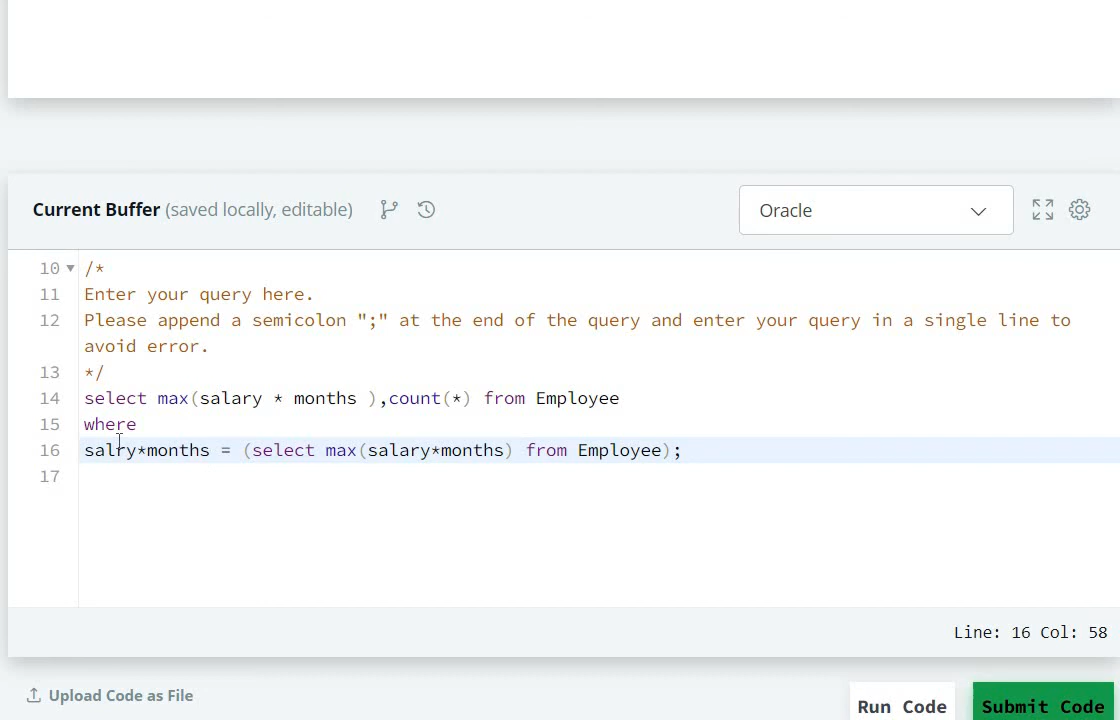 Current Buffer (saved locally, editable)
Oracle
10 /*
11 Enter your query here.
12 Please append a semicolon ";" at the end of the query and enter your query in a single line to
avoid error.
13 */
14 select max(salary * months ),count(*) from Employee
15 where
16 salry*months = (select max(salary*months) from Employee);
17
Line: 16 Col: 58
Upload Code as File
Run Code
Submit Code